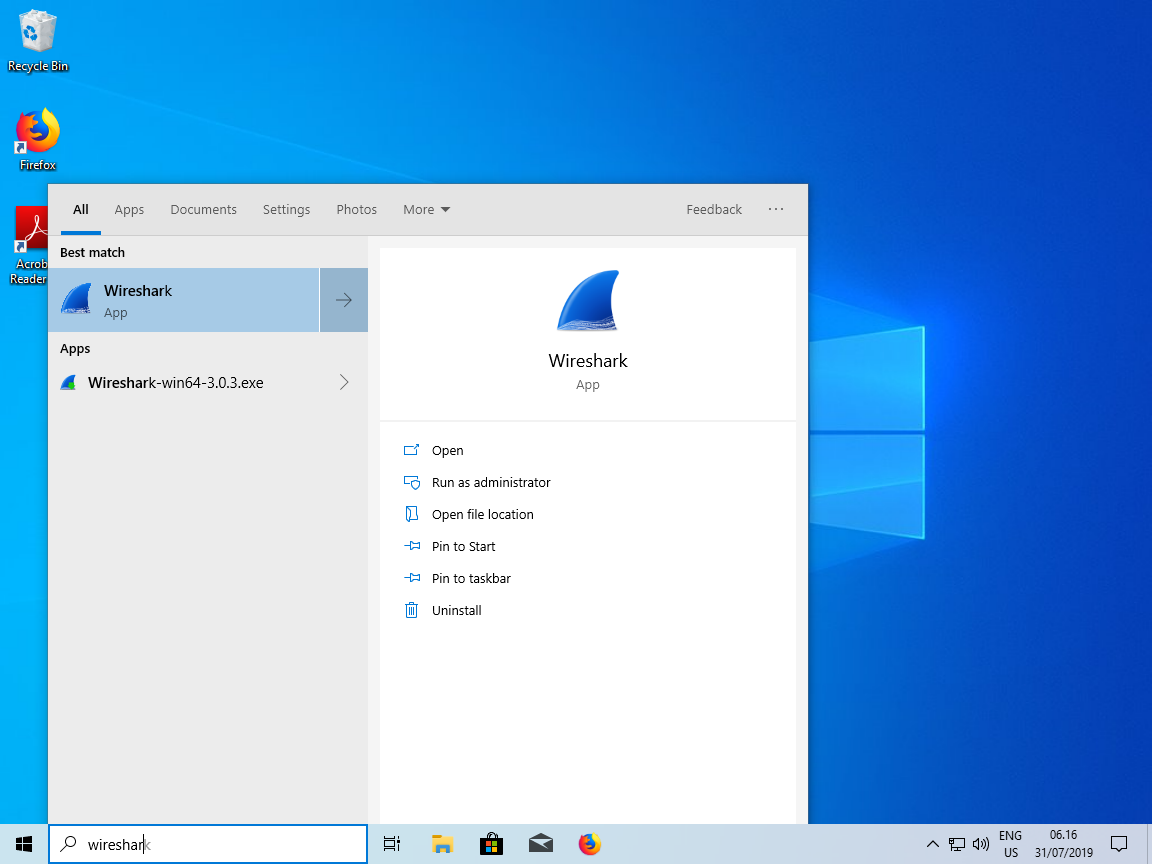 Recycle Bin
Firefox
Acrob
Reader
All Apps Documents Settings Photos More Feedback ···
Best match
Wireshark
App
Apps
Wireshark-win64-3.0.3.exe
Wireshark
App
Open
Run as administrator
Open file location
Pin to Start
Pin to taskbar
Uninstall
wireshark
ENG
US
06.16
31/07/2019